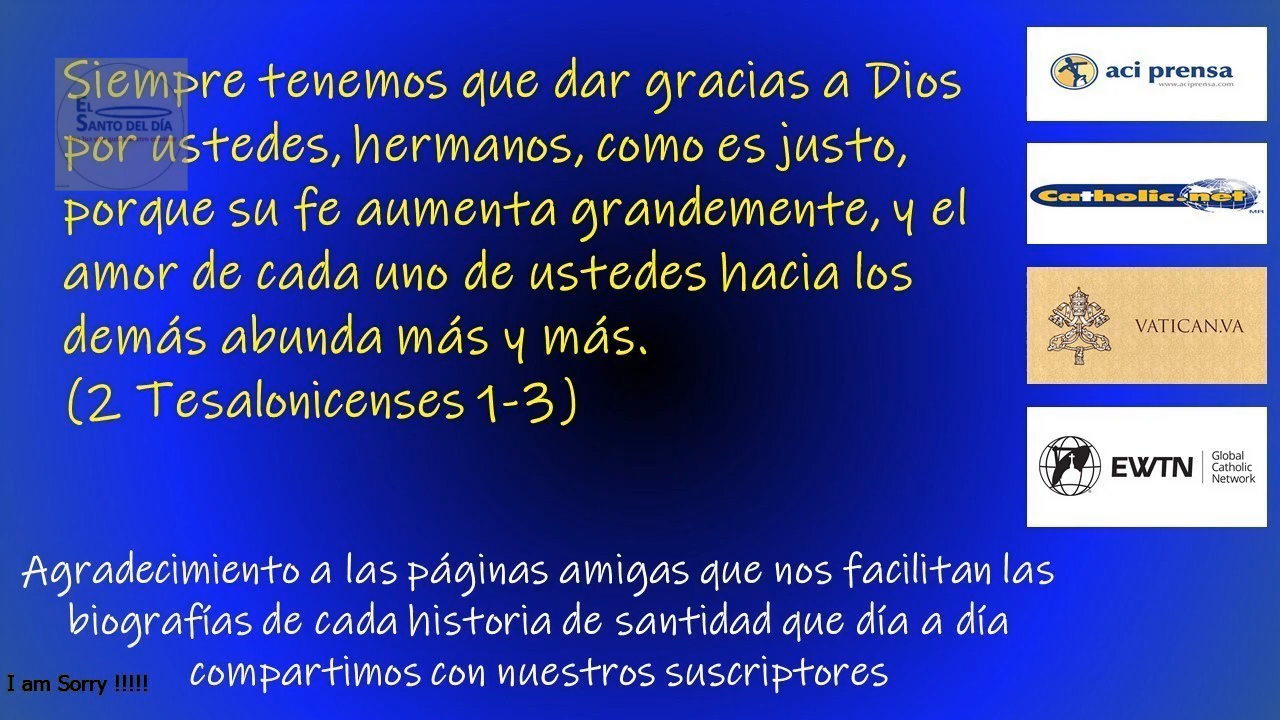 Siempre tenemos que dar gracias a Dios
por ustedes, hermanos, como es justo,
porque su fe aumenta grandemente, y el
amor de cada uno de ustedes hacia los
demás abunda más y más.
(2 Tesalonicenses 1-3)
EL
SANTO DEL DÍA
aci prensa
www.aciprensa.com
Catholic.net
MR
VATICAN.VA
EWTN
Global
Catholic
Network
Agradecimiento a las páginas amigas que nos facilitan las
biografías de cada historia de santidad que día a día
compartimos con nuestros suscriptores
I am Sorry !!!!!